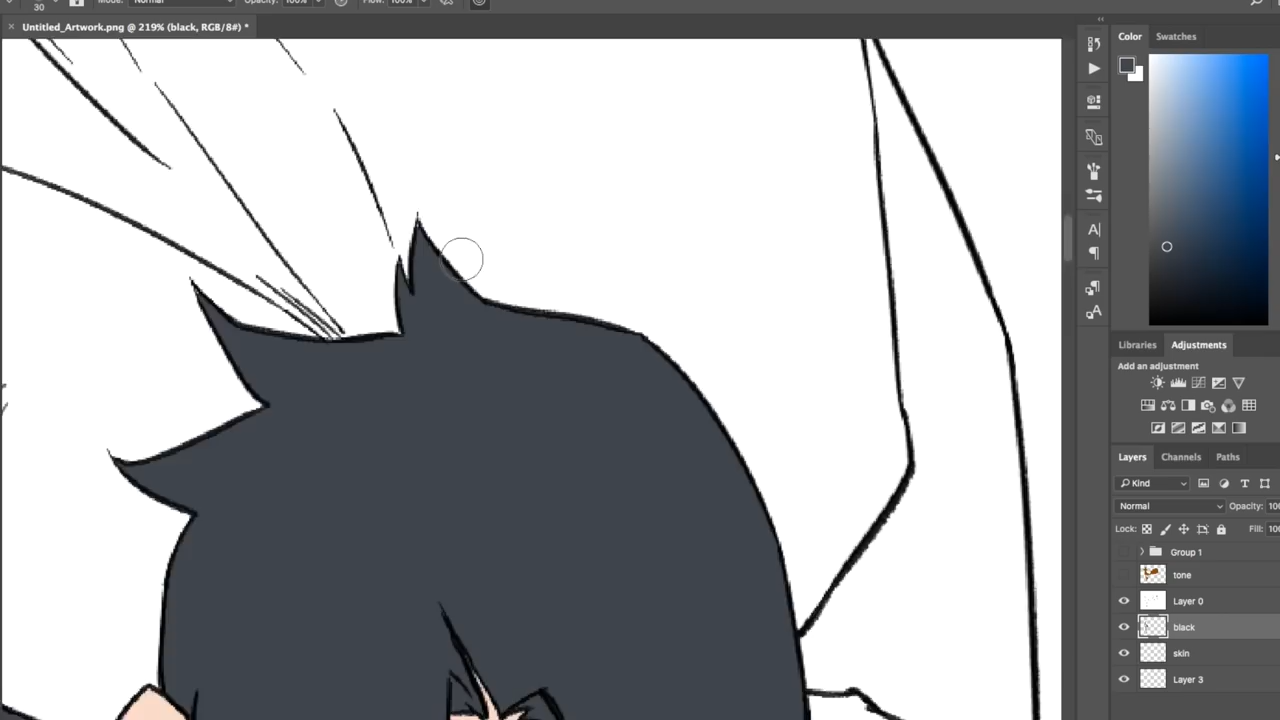 30 Mode: Normal Opacity: 100% Flow: 100%
× Untitled_Artwork.png @ 219% (black, RGB/8#) *
Color Swatches
Libraries Adjustments
Add an adjustment
Layers Channels Paths
Kind
Normal Opacity: 100
Lock: Fill: 100
Group 1
tone
Layer 0
black
skin
Layer 3